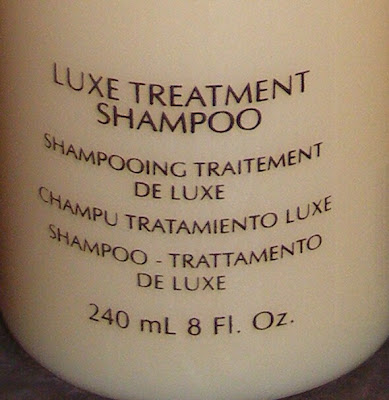 LUXE TREATMENT
SHAMPOO
SHAMPOOING TRAITEMENT
DE LUXE
CHAMPU TRATAMIENTO LUXE
SHAMPOO - TRATTAMENTO
DE LUXE
240 mL 8 Fl. Oz.